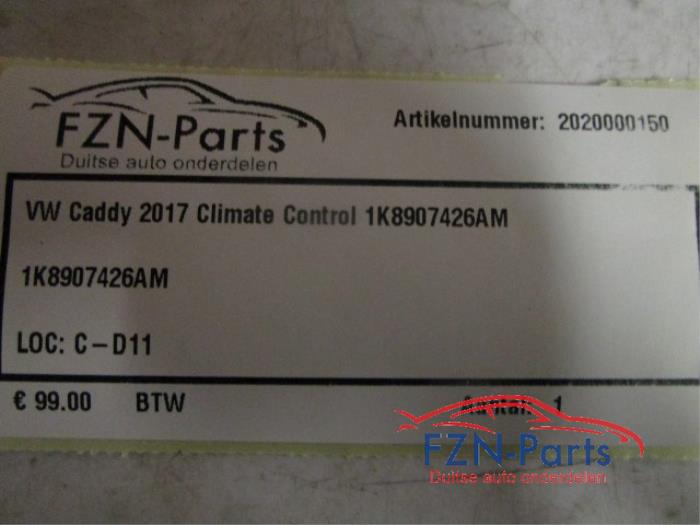 FZN-Parts
Duitse auto onderdelen
Artikelnummer: 2020000150
VW Caddy 2017 Climate Control 1K8907426AM
1K8907426AM
LOC: C-D11
€ 99.00 BTW Aantal: 1
FZN-Parts
Duitse auto onderdelen